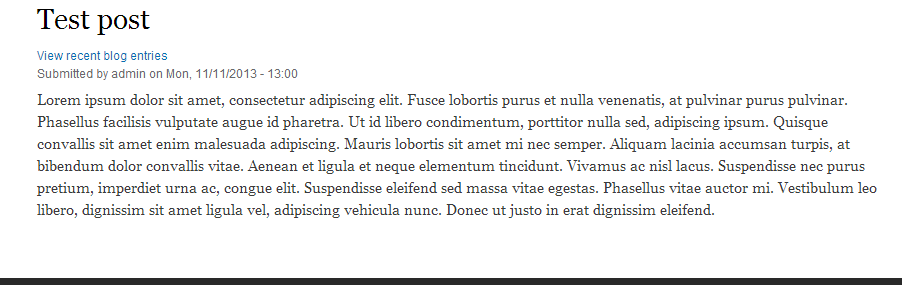 Test post
View recent blog entries
Submitted by admin on Mon, 11/11/2013 - 13:00
Lorem ipsum dolor sit amet, consectetur adipiscing elit. Fusce lobortis purus et nulla venenatis, at pulvinar purus pulvinar.
Phasellus facilisis vulputate augue id pharetra. Ut id libero condimentum, porttitor nulla sed, adipiscing ipsum. Quisque
convallis sit amet enim malesuada adipiscing. Mauris lobortis sit amet mi nec semper. Aliquam lacinia accumsan turpis, at
bibendum dolor convallis vitae. Aenean et ligula et neque elementum tincidunt. Vivamus ac nisl lacus. Suspendisse nec purus
pretium, imperdiet urna ac, congue elit. Suspendisse eleifend sed massa vitae egestas. Phasellus vitae auctor mi. Vestibulum leo
libero, dignissim sit amet ligula vel, adipiscing vehicula nunc. Donec ut justo in erat dignissim eleifend.